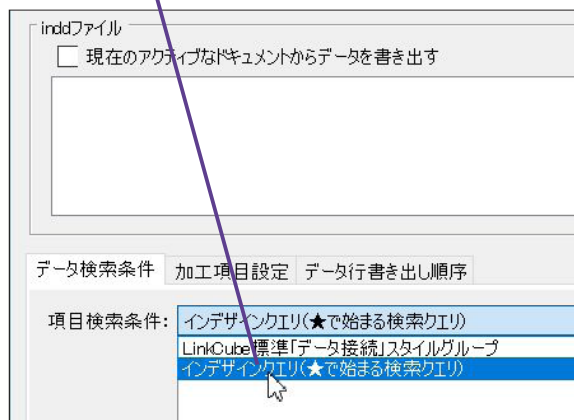 inddファイル
現在のアクティブなドキュメントからデータを書き出す
データ検索条件 加工項目設定 データ行書き出し順序
項目検索条件: インデザインクエリ(★で始まる検索クエリ)
LinkCube標準「データ接続」スタイルグループ
インデザインクエリ(★で始まる検索クエリ)